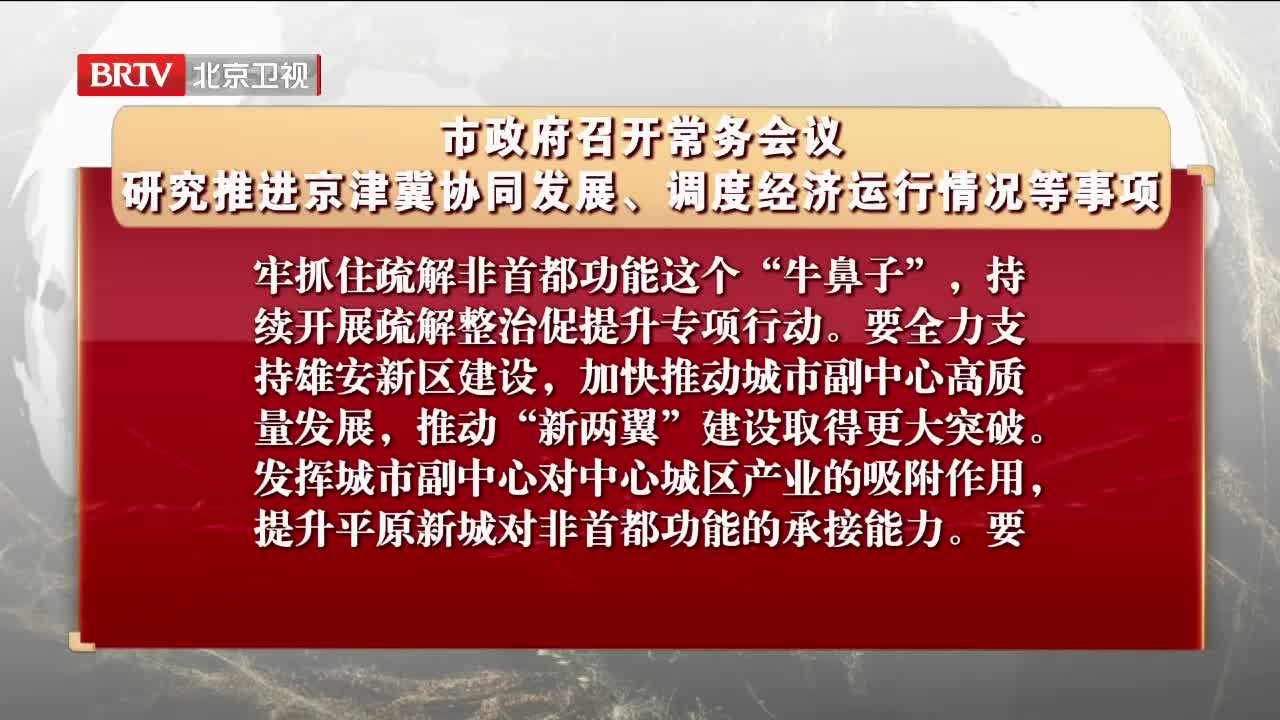 BRTV 北京卫视
市政府召开常务会议
研究推进京津冀协同发展、调度经济运行情况等事项
牢抓住疏解非首都功能这个“牛鼻子”，持
续开展疏解整治促提升专项行动。要全力支
持雄安新区建设，加快推动城市副中心高质
量发展，推动“新两翼”建设取得更大突破。
发挥城市副中心对中心城区产业的吸附作用，
提升平原新城对非首都功能的承接能力。要